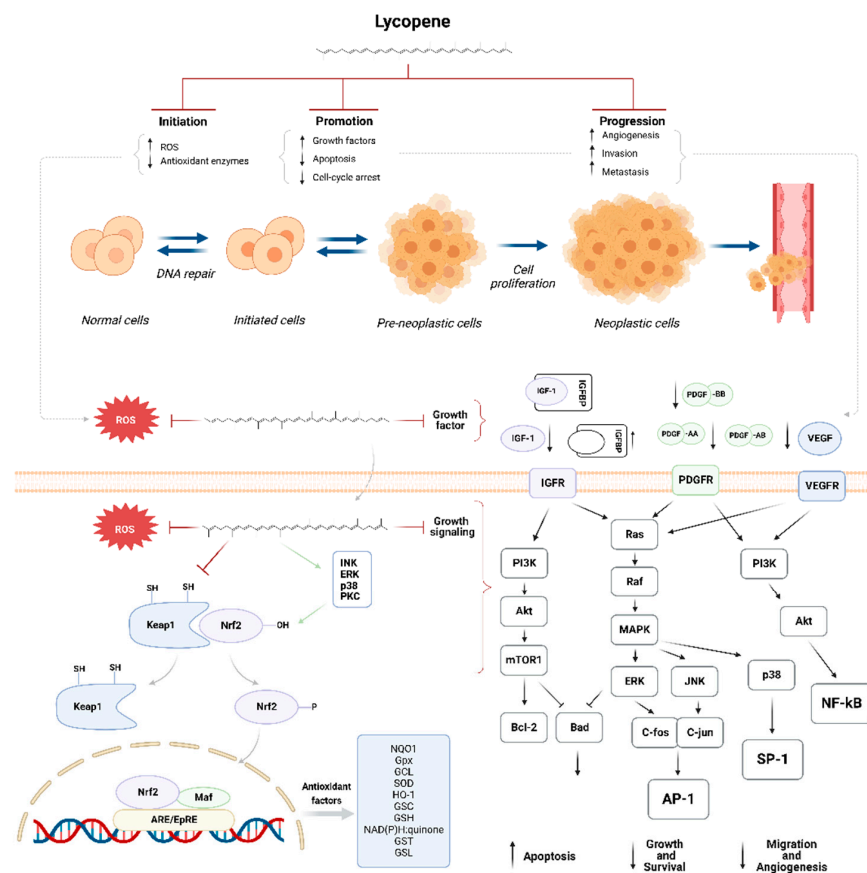 Lycopene
Initiation
ROS
Antioxidant enzymes
Promotion
Growth factors
Apoptosis
Cell-cycle arrest
Progression
Angiogenesis
Invasion
Metastasis
DNA repair
Cell
proliferation
Normal cells
Initiated cells
Pre-neoplastic cells
Neoplastic cells
ROS
Growth
factor
IGF-1
IGFBP
IGF-1
IGFBP
PDGF -BB
PDGF -AA
PDGF -AB
VEGF
IGFR
PDGFR
VEGFR
ROS
Growth
signaling
INK
ERK
p38
PKC
SH
SH
Keap1
Nrf2
OH
SH
SH
Keap1
Nrf2
P
Nrf2
Maf
ARE/EpRE
Antioxidant
factors
NQO1
Gpx
GCL
SOD
HO-1
GSC
GSH
NAD(P)H:quinone
GST
GSL
PI3K
Akt
mTOR1
Bcl-2
Bad
Ras
Raf
MAPK
ERK
JNK
p38
C-fos
C-jun
AP-1
SP-1
PI3K
Akt
NF-kB
Apoptosis
Growth
and
Survival
Migration
and
Angiogenesis